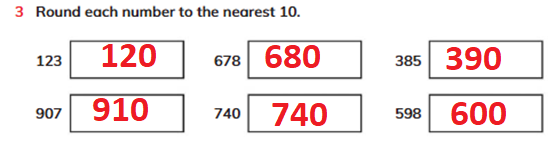 3 Round each number to the nearest 10.
123 120 678 680 385 390
907 910 740 740 598 600